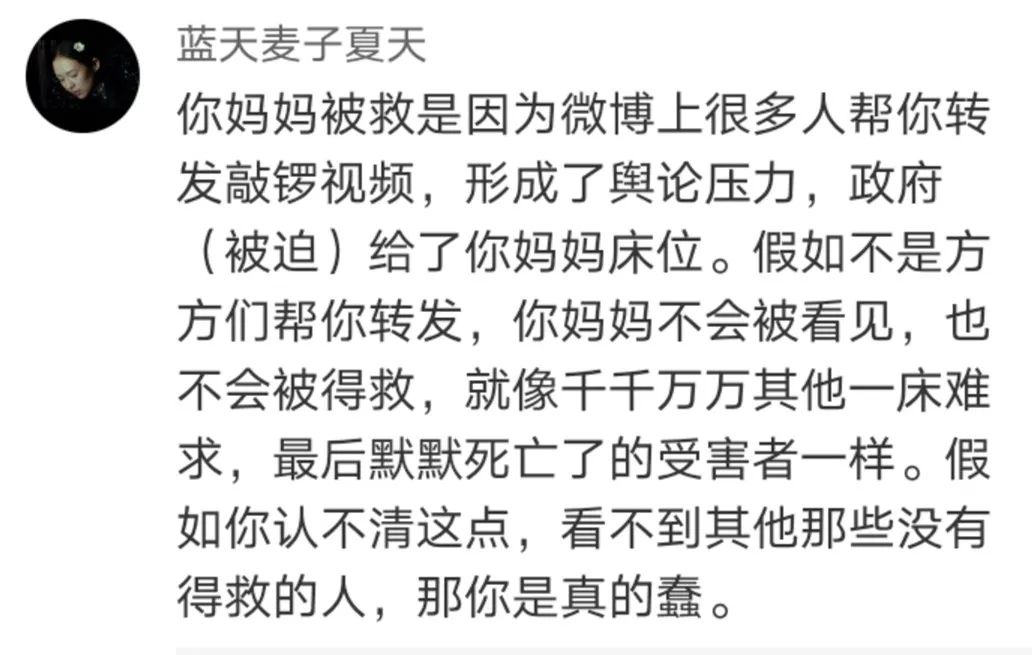 蓝天麦子夏天
你妈妈被救是因为微博上很多人帮你转
发敲锣视频，形成了舆论压力，政府
（被迫）给了你妈妈床位。假如不是方
方们帮你转发，你妈妈不会被看见，也
不会被得救，就像千千万万其他一床难
求，最后默默死亡了的受害者一样。假
如你认不清这点，看不到其他那些没有
得救的人，那你是真的蠢。